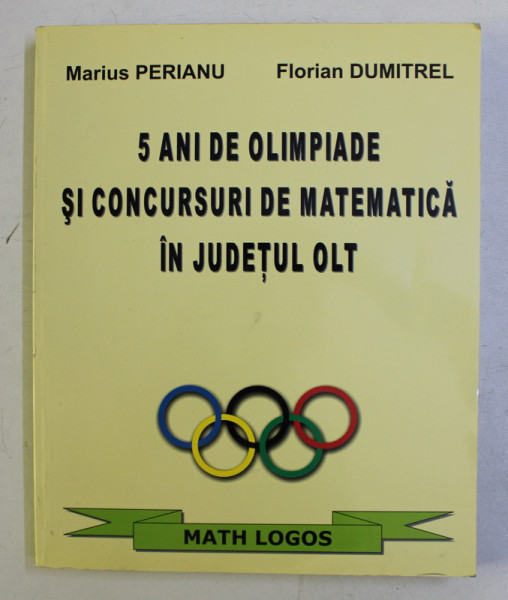 Marius PERIANU Florian DUMITREL
5 ANI DE OLIMPIADE
ŞI CONCURSURI DE MATEMATICĂ
ÎN JUDEŢUL OLT
MATH LOGOS